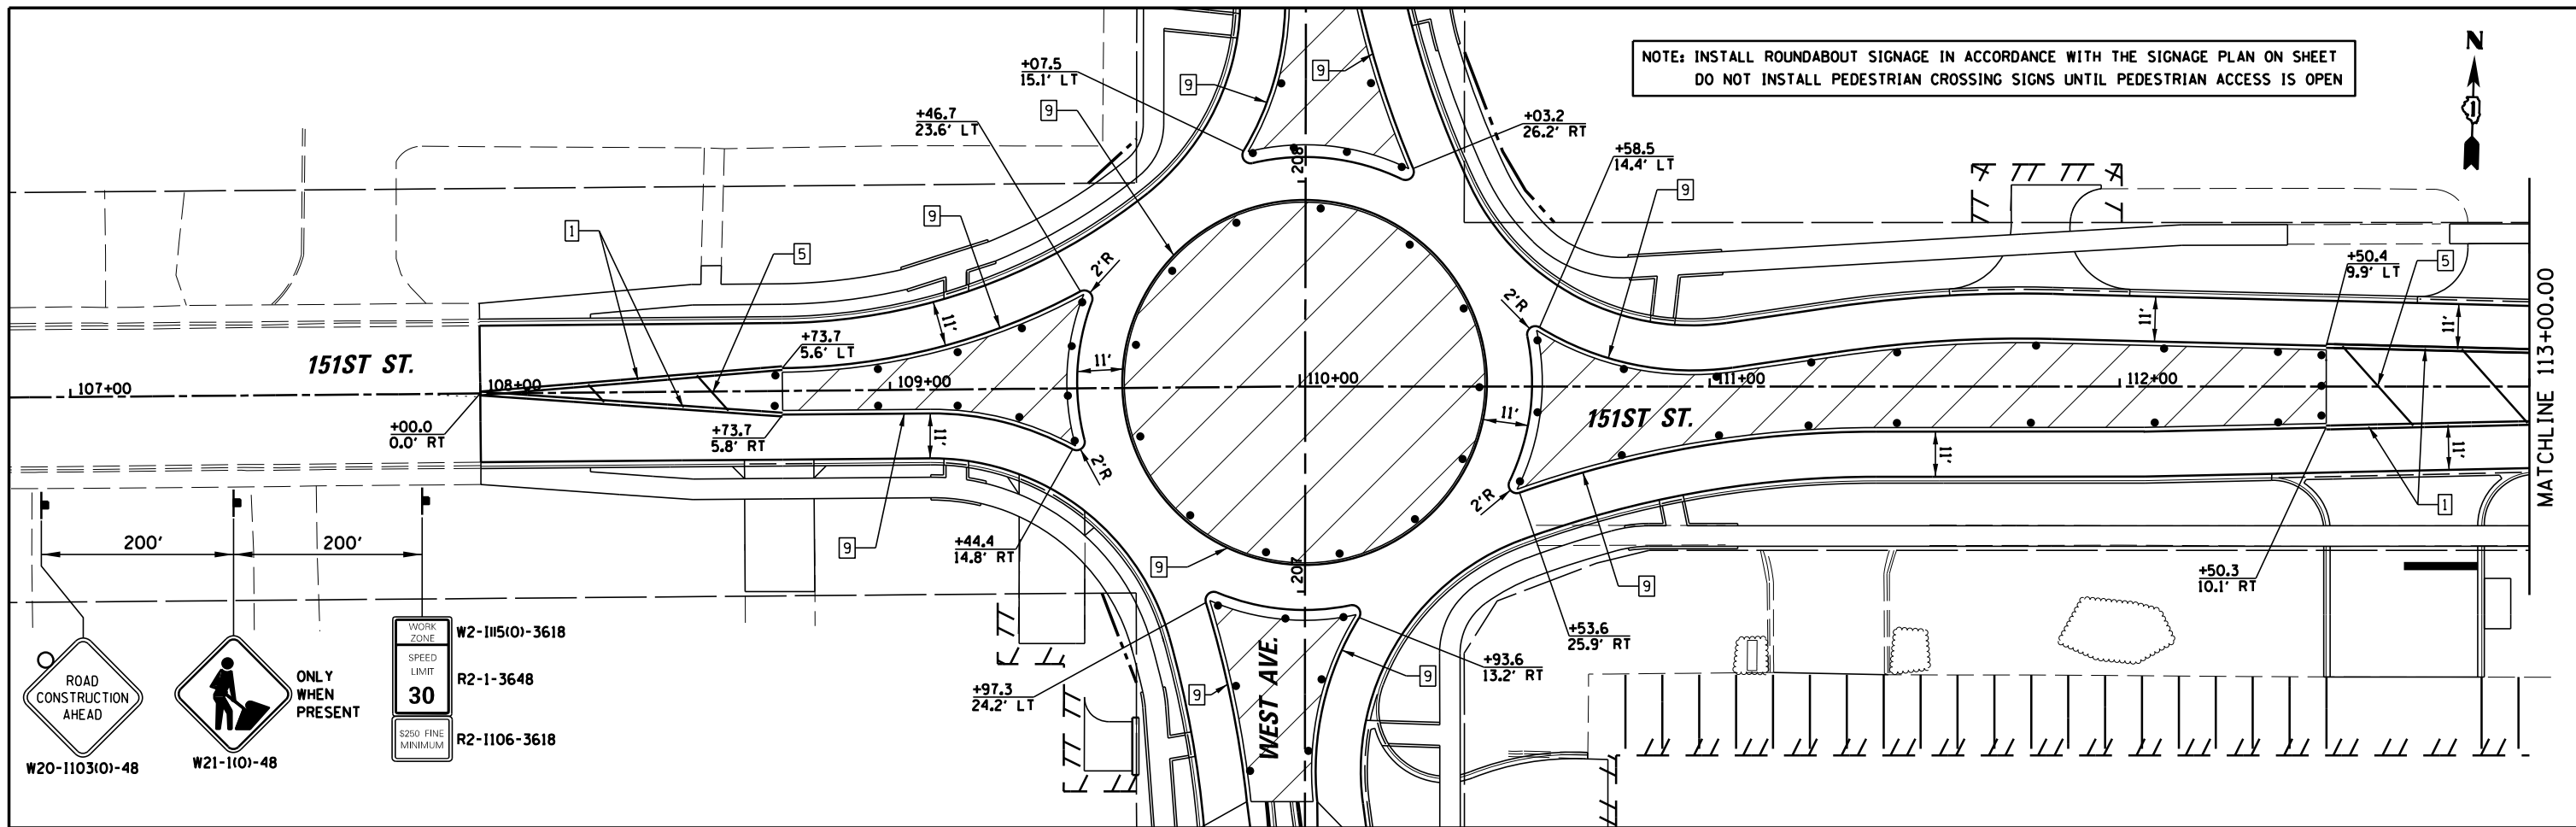 NOTE: INSTALL ROUNDABOUT SIGNAGE IN ACCORDANCE WITH THE SIGNAGE PLAN ON SHEET
DO NOT INSTALL PEDESTRIAN CROSSING SIGNS UNTIL PEDESTRIAN ACCESS IS OPEN
N
+07.5
15.1' LT
9
9
9
+46.7
23.6' LT
208
+03.2
26.2' RT
+58.5
14.4' LT
9
1
5
9
2'R
2'R
+50.4
9.9' LT
5
151ST ST.
11'
+73.7
5.6' LT
11'
11'
11'
107+00
108+00
109+00
110+00
111+00
112+00
MATCHLINE 113+00.00
+00.0
0.0' RT
+73.7
5.8' RT
11'
11'
151ST ST.
11'
11'
2'R
2'R
1
200'
200'
9
+44.4
14.8' RT
9
207
9
+53.6
25.9' RT
+50.3
10.1' RT
WORK
ZONE
W2-I115(O)-3618
SPEED
LIMIT
30
R2-1-3648
$250 FINE
MINIMUM
R2-I106-3618
ROAD
CONSTRUCTION
AHEAD
W20-I103(O)-48
ONLY
WHEN
PRESENT
W21-1(O)-48
+97.3
24.2' LT
9
WEST AVE.
9
+93.6
13.2' RT